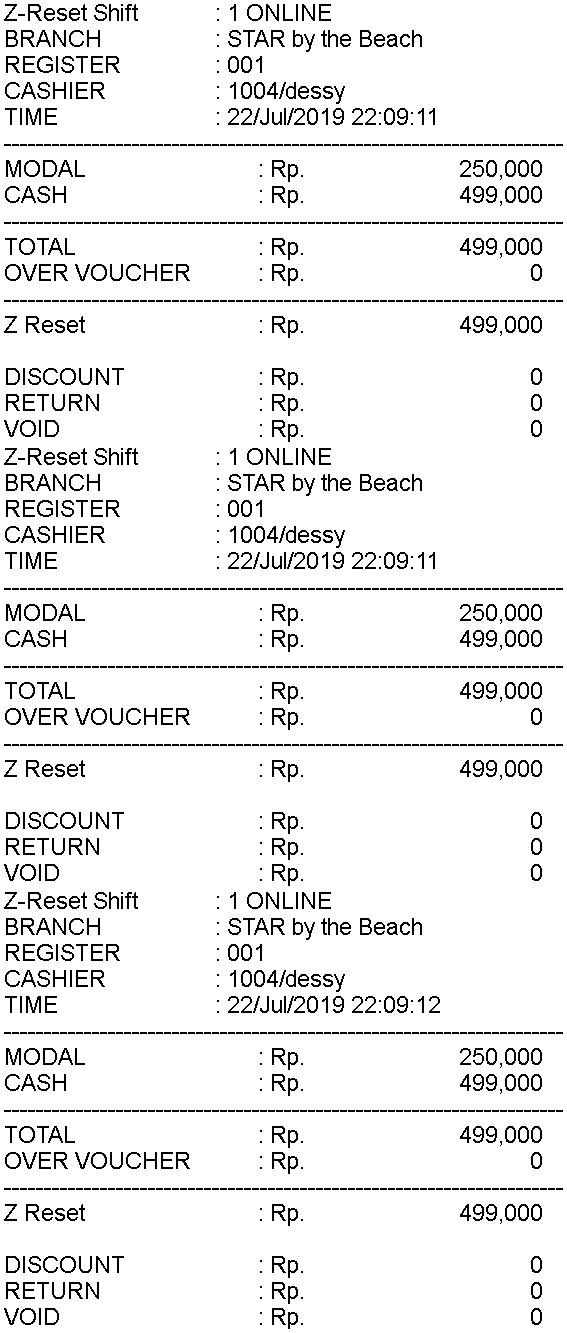 Z-Reset Shift : 1 ONLINE
BRANCH : STAR by the Beach
REGISTER : 001
CASHIER : 1004/dessy
TIME : 22/Jul/2019 22:09:11
--------------------------------------------------------------------------------
MODAL : Rp. 250,000
CASH : Rp. 499,000
--------------------------------------------------------------------------------
TOTAL : Rp. 499,000
OVER VOUCHER : Rp. 0
--------------------------------------------------------------------------------
Z Reset : Rp. 499,000
DISCOUNT : Rp. 0
RETURN : Rp. 0
VOID : Rp. 0
Z-Reset Shift : 1 ONLINE
BRANCH : STAR by the Beach
REGISTER : 001
CASHIER : 1004/dessy
TIME : 22/Jul/2019 22:09:11
--------------------------------------------------------------------------------
MODAL : Rp. 250,000
CASH : Rp. 499,000
--------------------------------------------------------------------------------
TOTAL : Rp. 499,000
OVER VOUCHER : Rp. 0
--------------------------------------------------------------------------------
Z Reset : Rp. 499,000
DISCOUNT : Rp. 0
RETURN : Rp. 0
VOID : Rp. 0
Z-Reset Shift : 1 ONLINE
BRANCH : STAR by the Beach
REGISTER : 001
CASHIER : 1004/dessy
TIME : 22/Jul/2019 22:09:12
--------------------------------------------------------------------------------
MODAL : Rp. 250,000
CASH : Rp. 499,000
--------------------------------------------------------------------------------
TOTAL : Rp. 499,000
OVER VOUCHER : Rp. 0
--------------------------------------------------------------------------------
Z Reset : Rp. 499,000
DISCOUNT : Rp. 0
RETURN : Rp. 0
VOID : Rp. 0